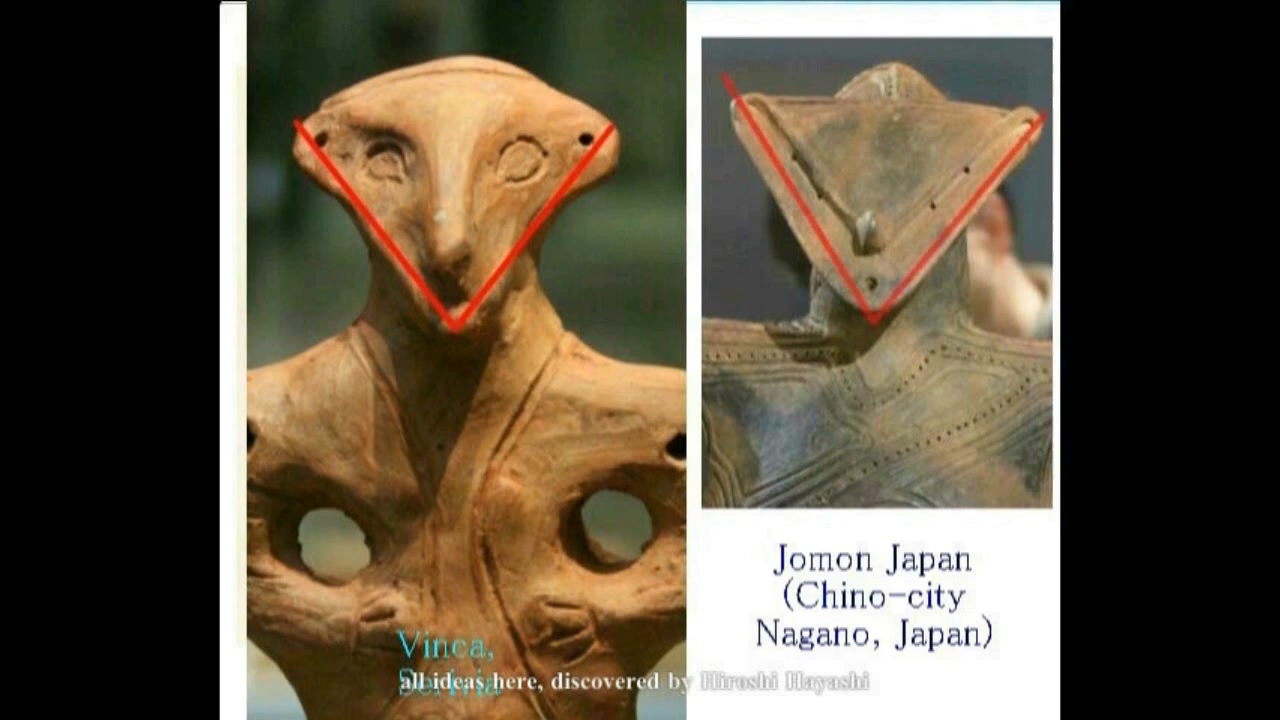 Jomon Japan
(Chino-city
Nagano, Japan)
Vinca,
all ideas here, discovered by Hiroshi Hayashi